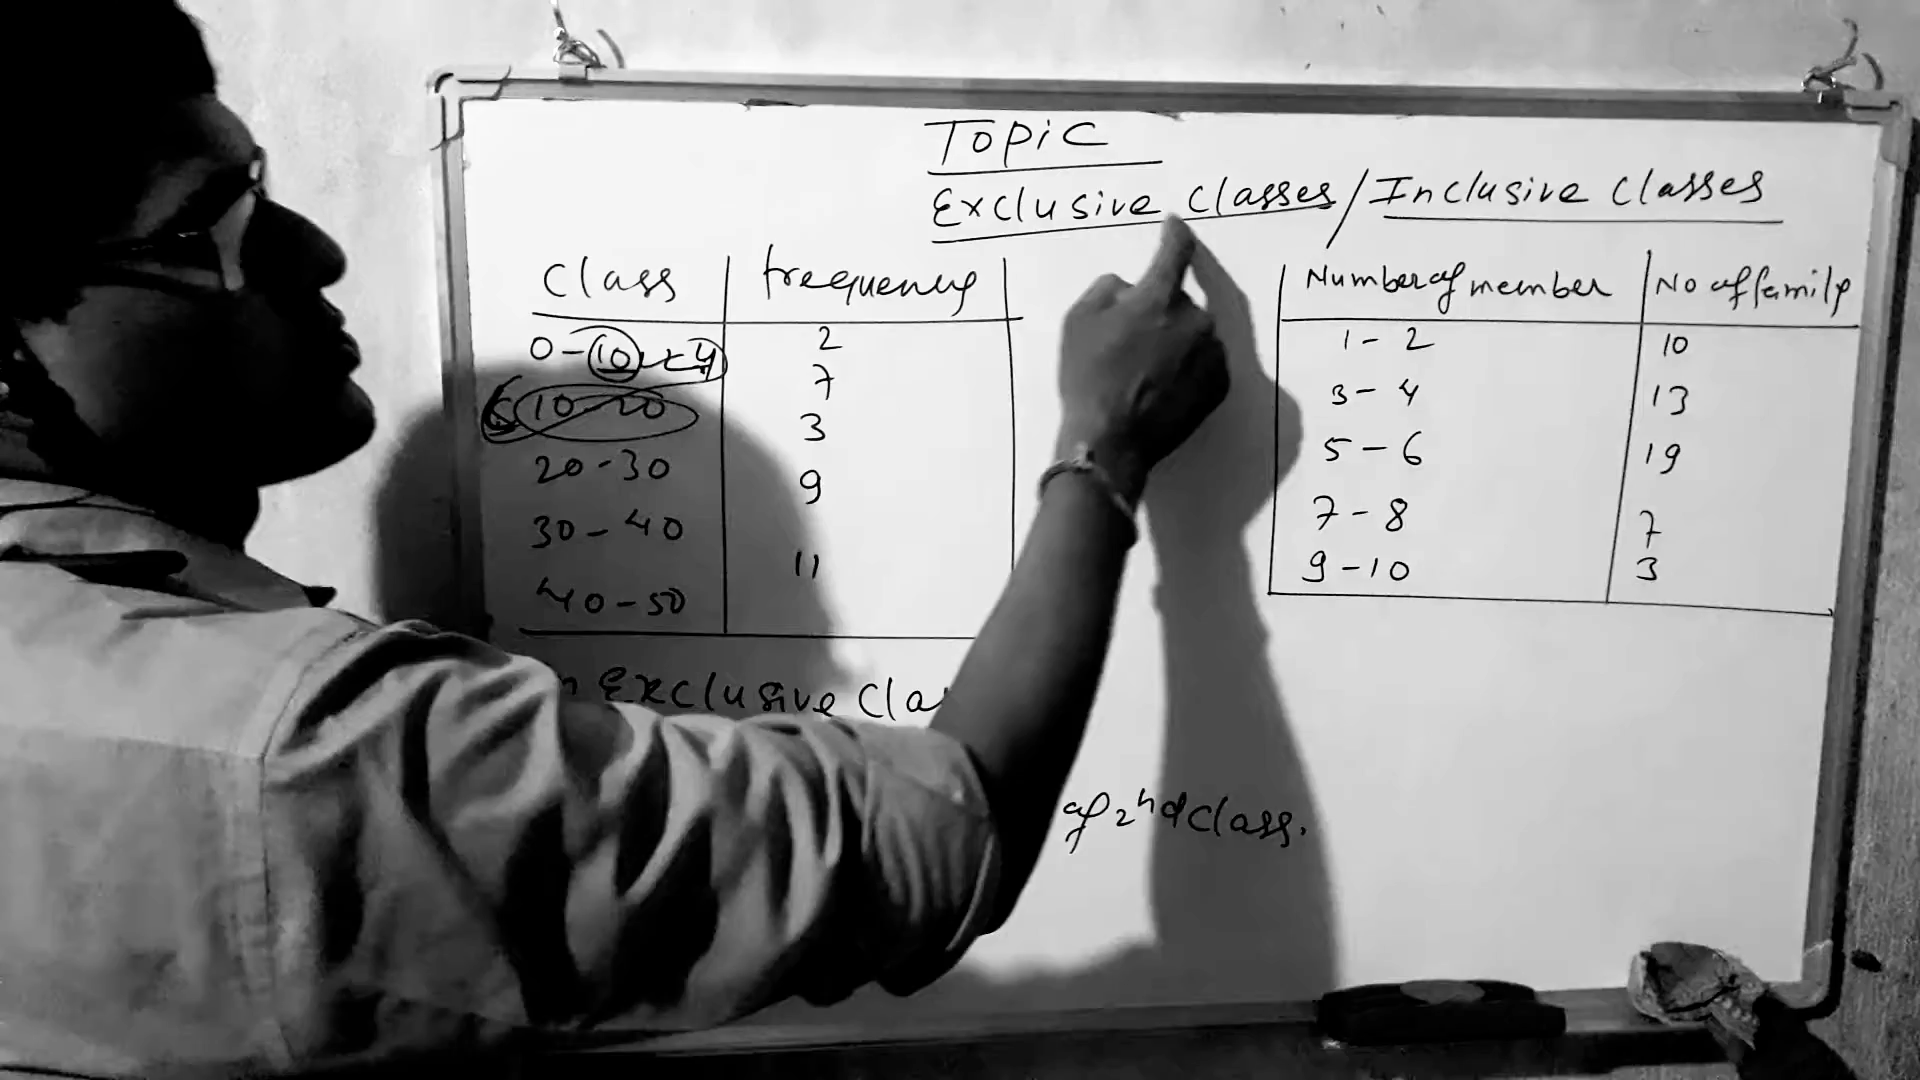 Topic
Exclusive Classes / Inclusive Classes
Class frequency
0-10
2
10-20
7
20-30
3
30-40
9
40-50
11
Exclusive Cla
of 2nd Class.
Number of member No of family
1-2 10
3-4 13
5-6 19
7-8 7
9-10 3